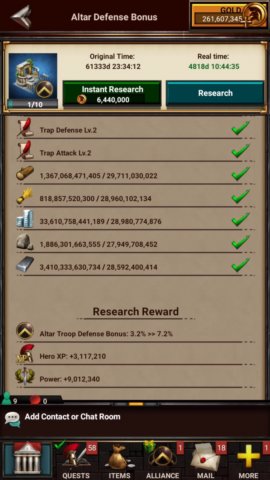 Altar Defense Bonus
GOLD
261,607,345
Original Time:
61333d 23:34:12
Real time:
4818d 10:44:35
1/10
Instant Research
6,440,000
Research
Trap Defense Lv.2
Trap Attack Lv.2
1,367,068,471,405 / 29,711,030,022
818,857,520,300 / 28,960,102,134
33,610,758,441,189 / 28,980,774,876
1,886,301,663,555 / 27,949,708,452
3,410,333,630,734 / 28,592,400,414
Research Reward
Altar Troop Defense Bonus: 3.2% >> 7.2%
Hero XP: +3,117,210
Power: +9,012,340
9
0
Add Contact or Chat Room
58
1
18
1
QUESTS
ITEMS
ALLIANCE
MAIL
MORE